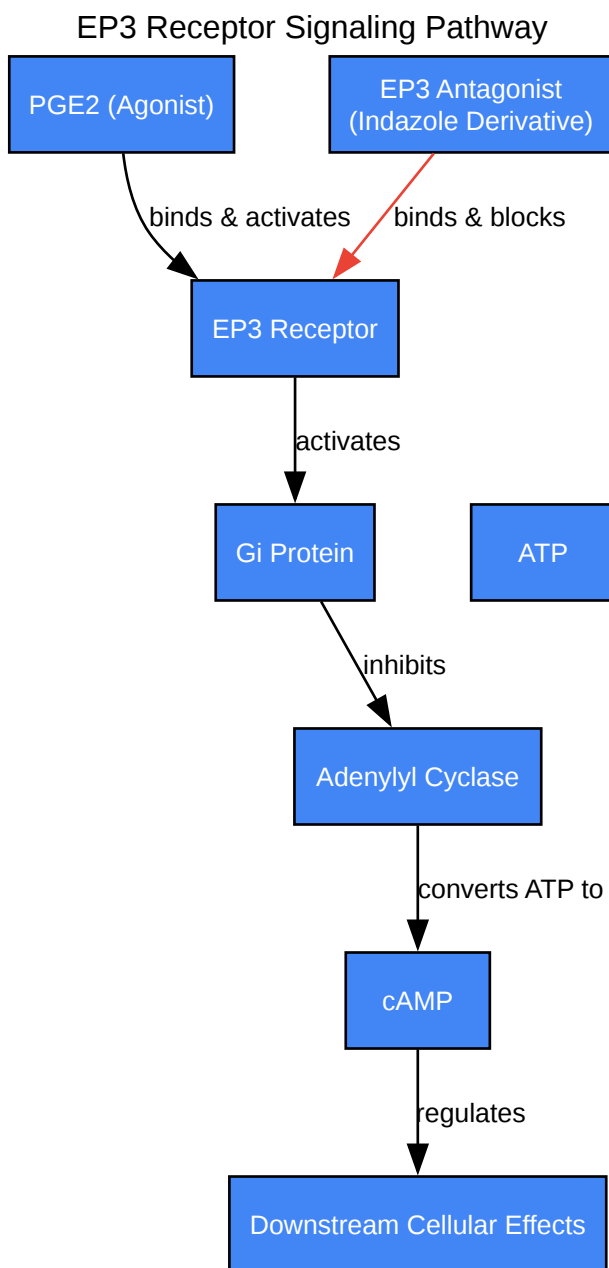 EP3 Receptor Signaling Pathway
PGE2 (Agonist)
EP3 Antagonist
(Indazole Derivative)
binds & activates
binds & blocks
EP3 Receptor
activates
Gi Protein
ATP
inhibits
Adenylyl Cyclase
converts ATP to
cAMP
regulates
Downstream Cellular Effects